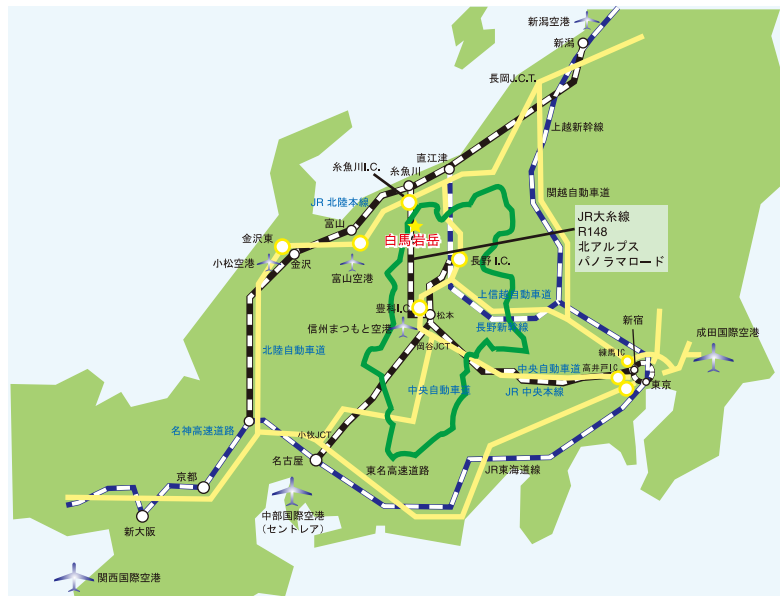 新潟空港
新潟
長岡J.C.T.
上越新幹線
直江津
糸魚川I.C.
糸魚川
関越自動車道
JR 北陸本線
JR大糸線
R148
北アルプス
パノラマロード
富山
白馬岩岳
金沢東
小松空港
金沢
富山空港
長野 I.C.
上信越自動車道
豊科I.C.
松本
信州まつもと空港
長野新幹線
新宿
成田国際空港
岡谷JCT
練馬IC
北陸自動車道
中央自動車道
高井戸IC
東京
中央自動車道
JR 中央本線
名神高速道路
小牧JCT
名古屋
東名高速道路
JR東海道線
京都
中部国際空港
（セントレア）
新大阪
関西国際空港